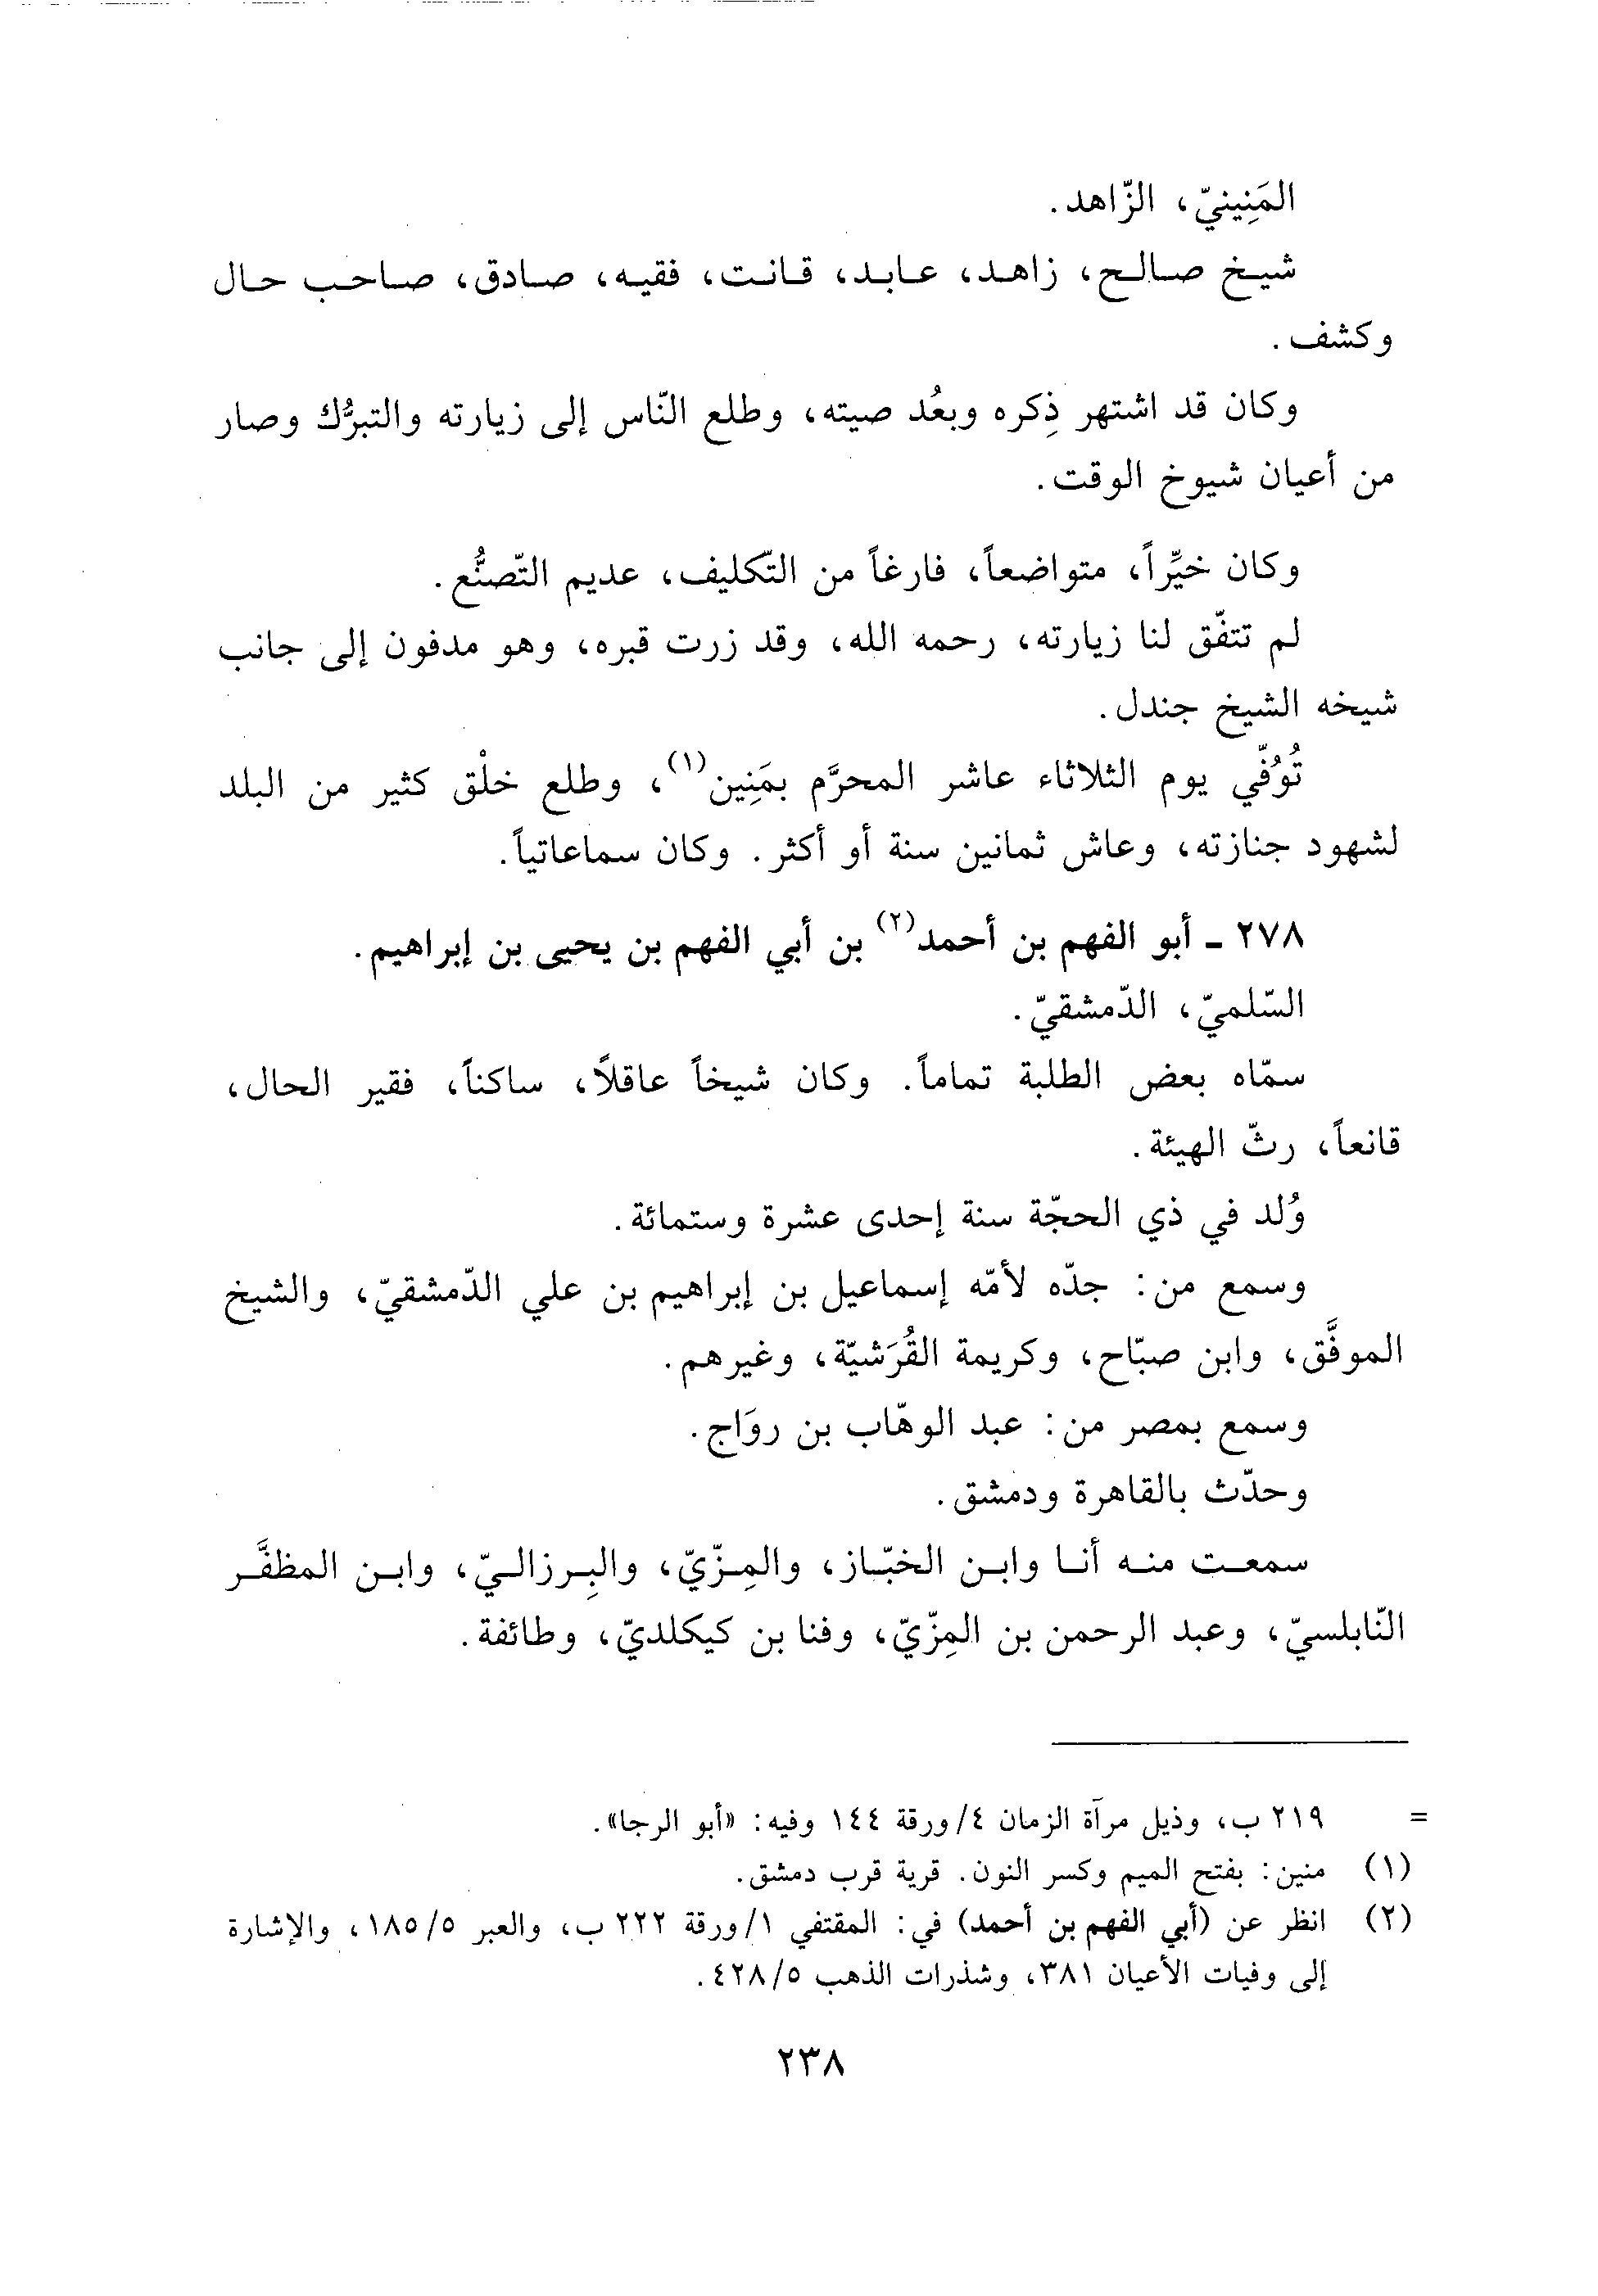 المَنِينيّ، الزّاهد.
شيخ صالح، زاهد، عابد، قانت، فقيه، صادق، صاحب حال
وكشف.
وكان قد اشتهر ذِكره وبعُد صيته، وطلع النّاس إلى زيارته والتبرُّك وصار
من أعيان شيوخ الوقت.
وكان خيِّراً، متواضعاً، فارغاً من التّكليف، عديم التّصنُّع.
لم تتفّق لنا زيارته، رحمه الله، وقد زرت قبره، وهو مدفون إلى جانب
شيخه الشيخ جندل.
تُوُفّي يوم الثلاثاء عاشر المحرَّم بمَنِين(١)، وطلع خلْق كثير من البلد
لشهود جنازته، وعاش ثمانين سنة أو أكثر. وكان سماعاتياً.
٢٧٨ - أبو الفهم بن أحمد(٢) بن أبي الفهم بن يحيى بن إبراهيم.
السّلميّ، الدّمشقيّ.
سمّاه بعض الطلبة تماماً. وكان شيخاً عاقلاً، ساكناً، فقير الحال،
قانعاً، رثّ الهيئة.
وُلد في ذي الحجّة سنة إحدى عشرة وستمائة.
وسمع من: جدّه لأمّه إسماعيل بن إبراهيم بن علي الدّمشقيّ، والشيخ
الموفَّق، وابن صبّاح، وكريمة القُرَشيّة، وغيرهم.
وسمع بمصر من: عبد الوهّاب بن روَاج.
وحدّث بالقاهرة ودمشق.
سمعت منه أنا وابن الخبّاز، والمِزّيّ، والبِرزاليّ، وابن المظفَّر
النّابلسيّ، وعبد الرحمن بن المِزّيّ، وفنا بن كيكلديّ، وطائفة.
= ٢١٩ ب، وذيل مرآة الزمان ٤/ورقة ١٤٤ وفيه: «أبو الرجا».
(١) منين: بفتح الميم وكسر النون. قرية قرب دمشق.
(٢) انظر عن (أبي الفهم بن أحمد) في: المقتفي ١/ورقة ٢٢٢ ب، والعبر ١٨٥/٥، والإشارة
إلى وفيات الأعيان ٣٨١، وشذرات الذهب ٤٢٨/٥.
٢٣٨